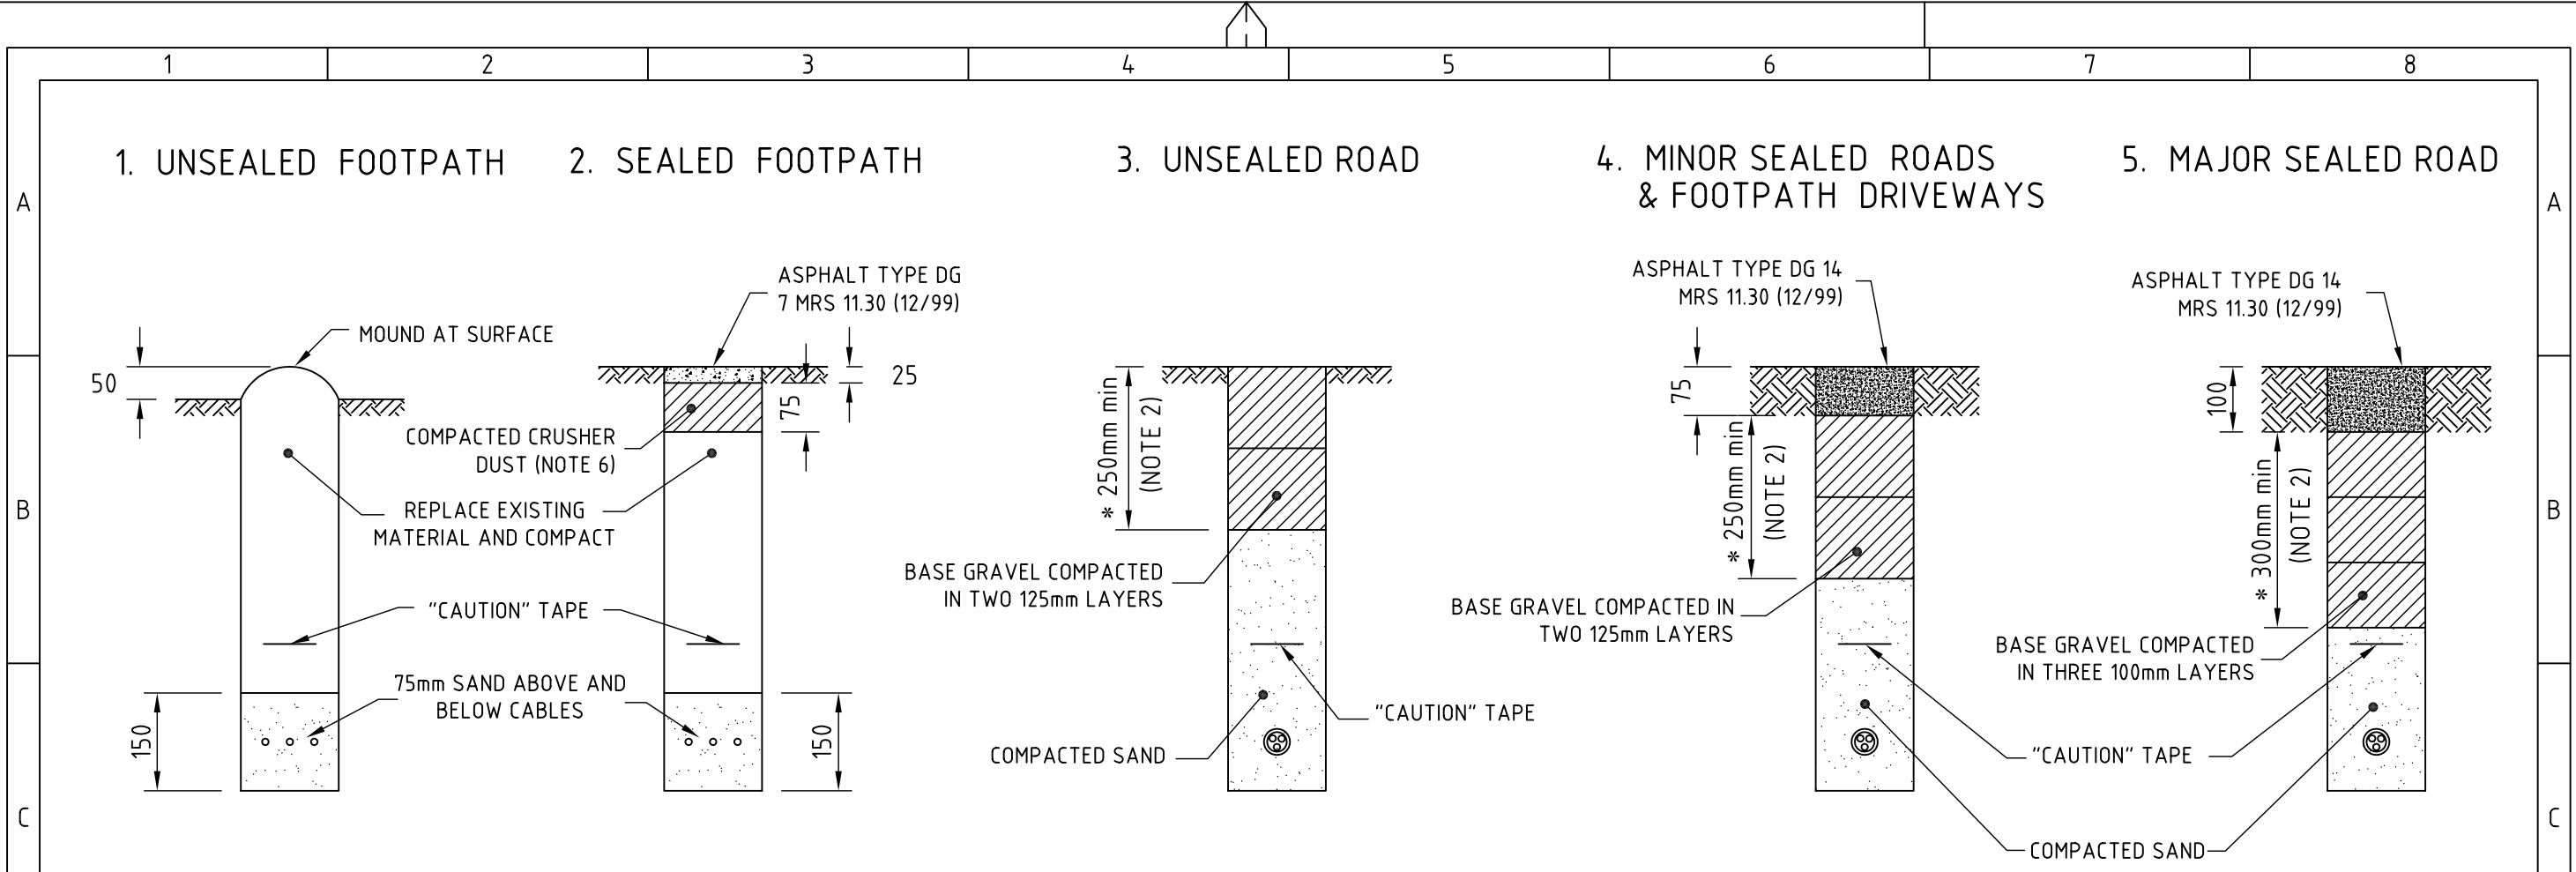 1 2 3 4 5 6 7 8
A A
1. UNSEALED FOOTPATH
2. SEALED FOOTPATH
3. UNSEALED ROAD
4. MINOR SEALED ROADS
& FOOTPATH DRIVEWAYS
5. MAJOR SEALED ROAD
MOUND AT SURFACE
50
ASPHALT TYPE DG
7 MRS 11.30 (12/99)
25
75
COMPACTED CRUSHER
DUST (NOTE 6)
REPLACE EXISTING
MATERIAL AND COMPACT
"CAUTION" TAPE
75mm SAND ABOVE AND
BELOW CABLES
150
150
* 250mm min
(NOTE 2)
BASE GRAVEL COMPACTED
IN TWO 125mm LAYERS
"CAUTION" TAPE
COMPACTED SAND
ASPHALT TYPE DG 14
MRS 11.30 (12/99)
75
* 250mm min
(NOTE 2)
BASE GRAVEL COMPACTED IN
TWO 125mm LAYERS
ASPHALT TYPE DG 14
MRS 11.30 (12/99)
100
* 300mm min
(NOTE 2)
BASE GRAVEL COMPACTED
IN THREE 100mm LAYERS
"CAUTION" TAPE
COMPACTED SAND
B B
C C